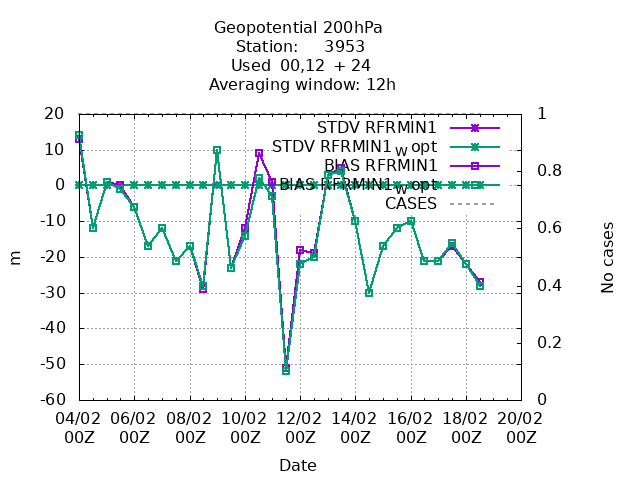 Geopotential 200hPa
Station: 3953
Used 00,12 + 24
Averaging window: 12h
20
10
0
-10
-20
-30
-40
-50
-60
m
STDV RFRMIN1
STDV RFRMIN1_W opt
BIAS RFRMIN1
BIAS RFRMIN1_W opt
CASES
1
0.8
0.6
0.4
0.2
0
No cases
04/02 06/02 08/02 10/02 12/02 14/02 16/02 18/02 20/02
00Z 00Z 00Z 00Z 00Z 00Z 00Z 00Z 00Z
Date